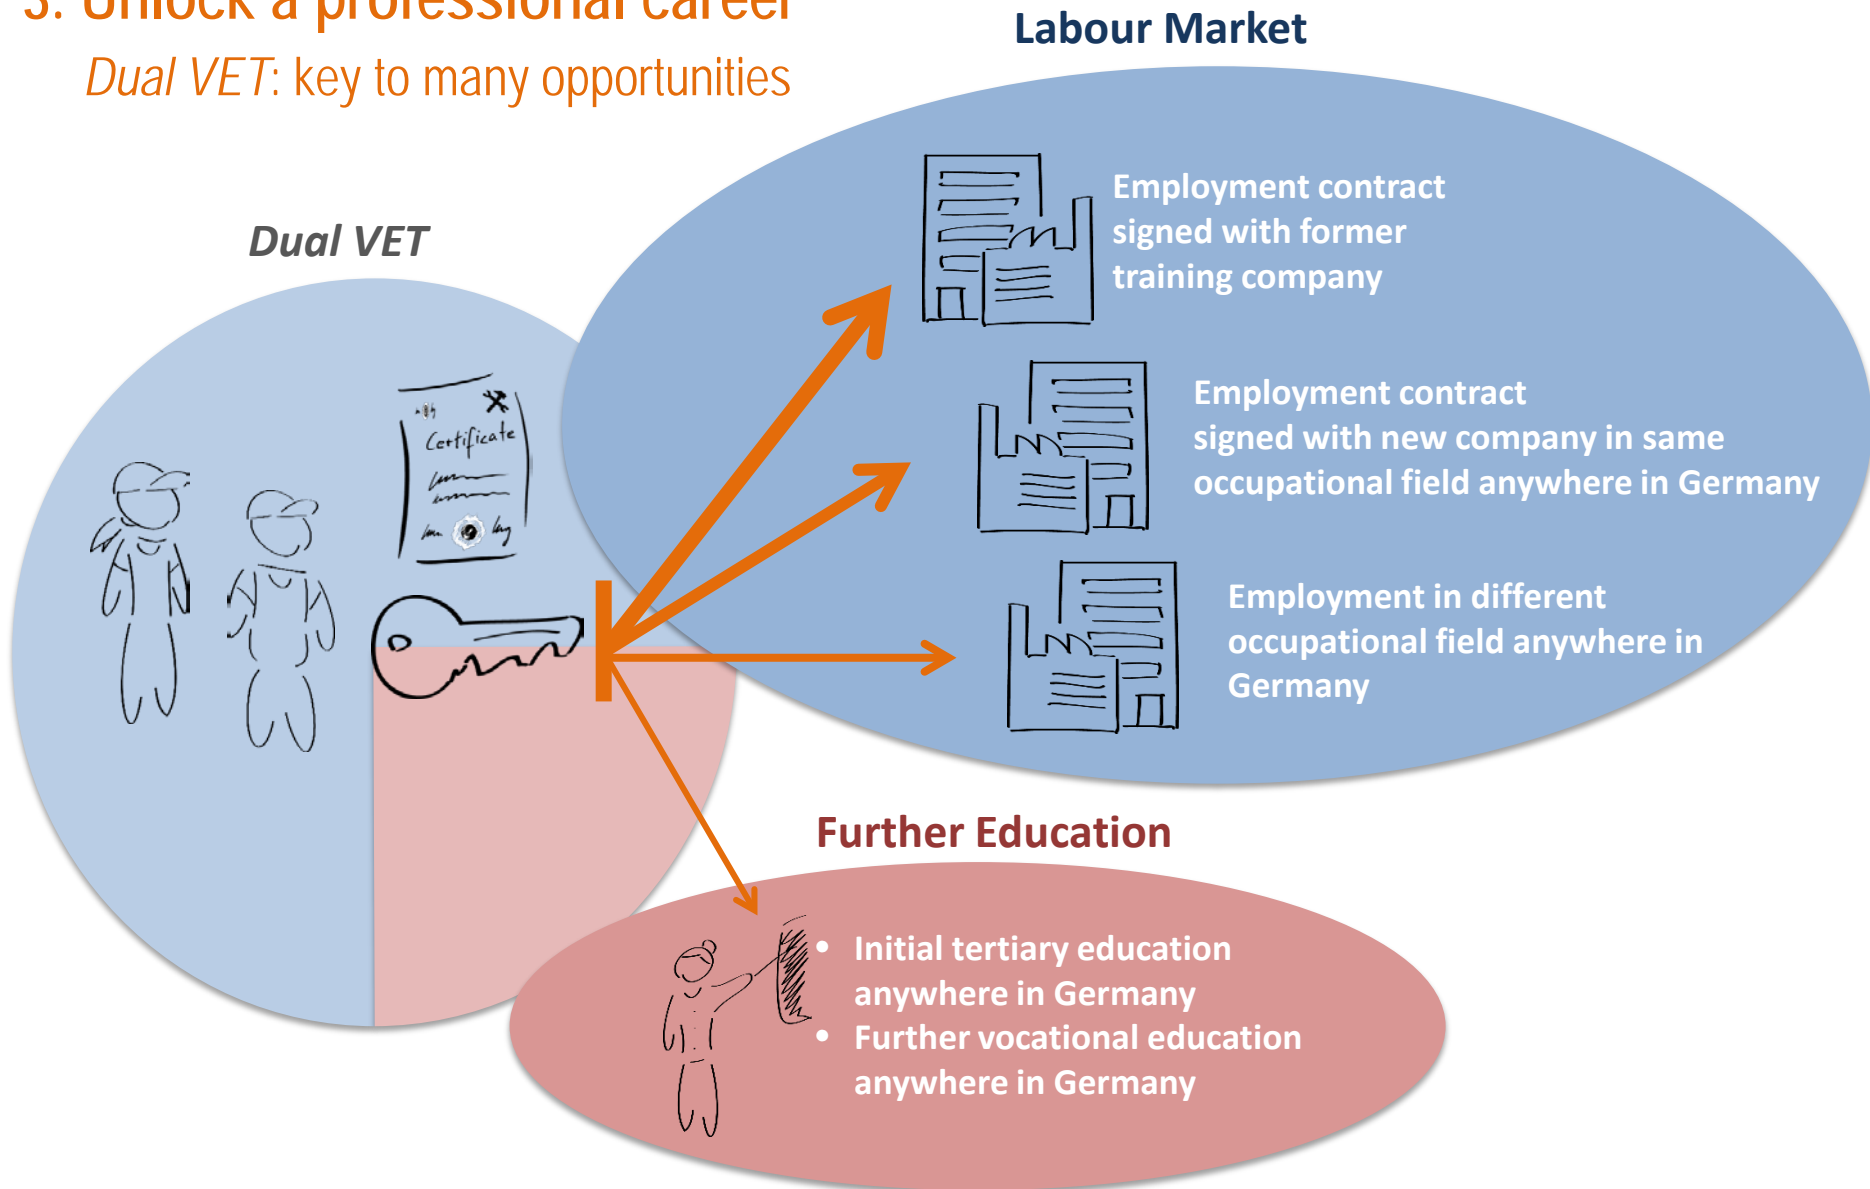 3. Unlock a professional career
Dual VET: key to many opportunities
Labour Market
Dual VET
Employment contract
signed with former
training company
Certificate
Employment contract
signed with new company in same
occupational field anywhere in Germany
Employment in different
occupational field anywhere in
Germany
Further Education
• Initial tertiary education
anywhere in Germany
• Further vocational education
anywhere in Germany